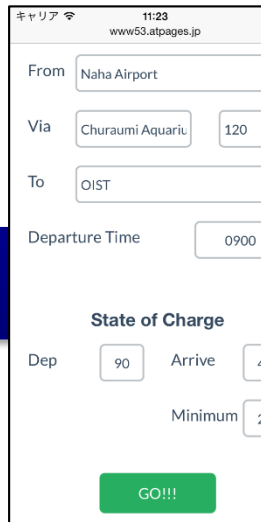 キャリア 11:23
www53.atpages.jp
From Naha Airport
Via Churaumi Aquariu 120
To OIST
Departure Time 0900
State of Charge
Dep 90 Arrive
Minimum
GO!!!